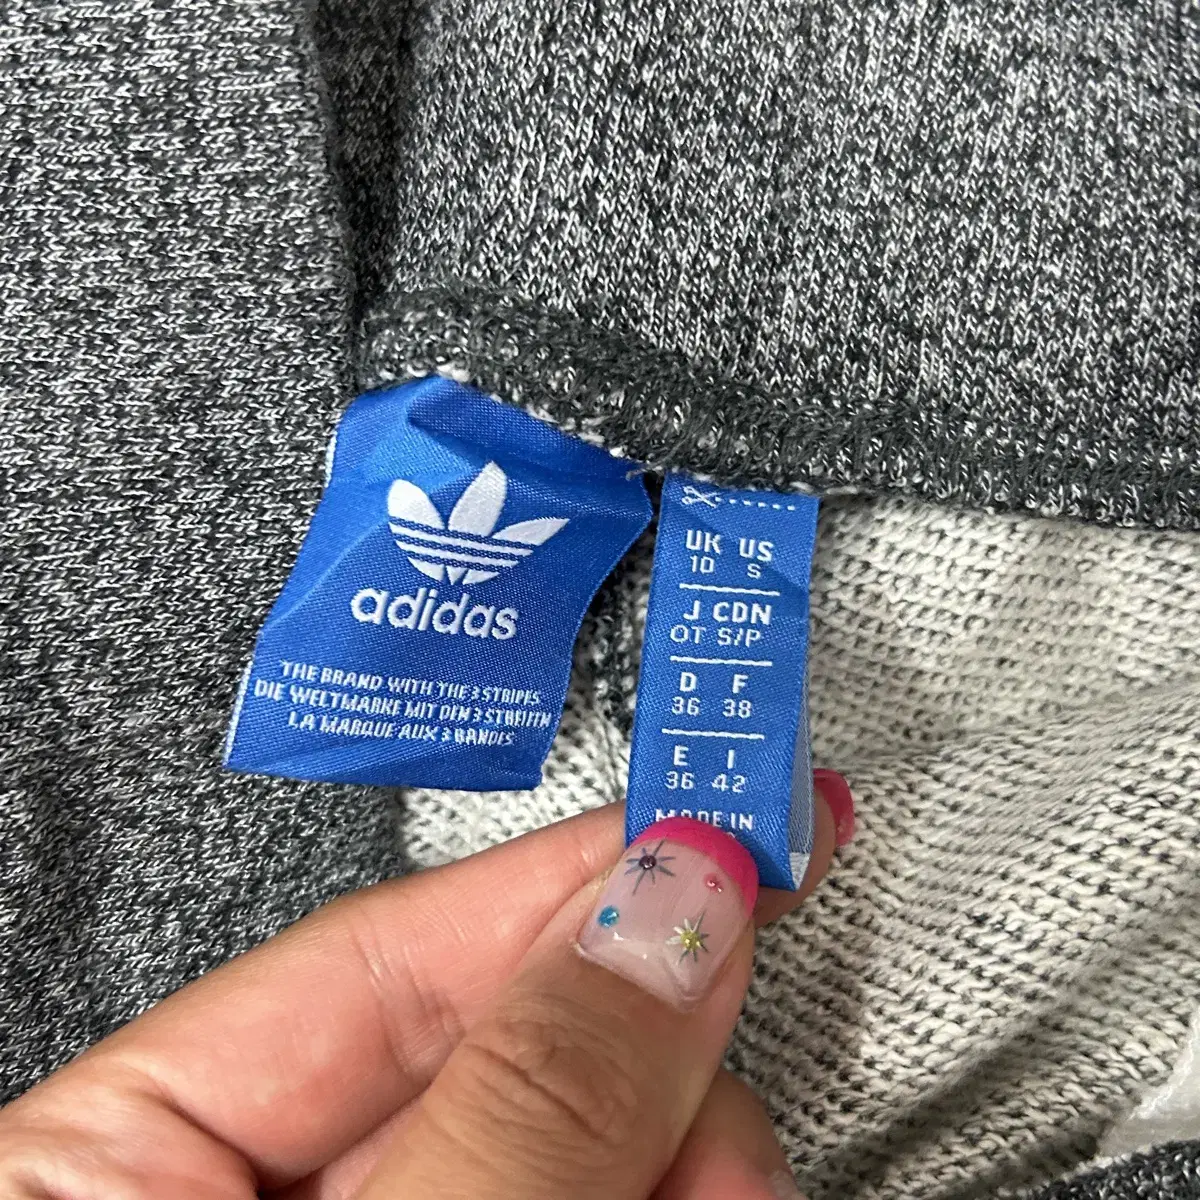 adidas
THE BRAND WITH THE 3 STRIPES
DIE WELTMARKE MIT DEN 3 STREIFEN
LA MARQUE AUX 3 BANDES
UK US
10 S
J CDN
OT S/P
D F
36 38
E I
36 42
MADE IN